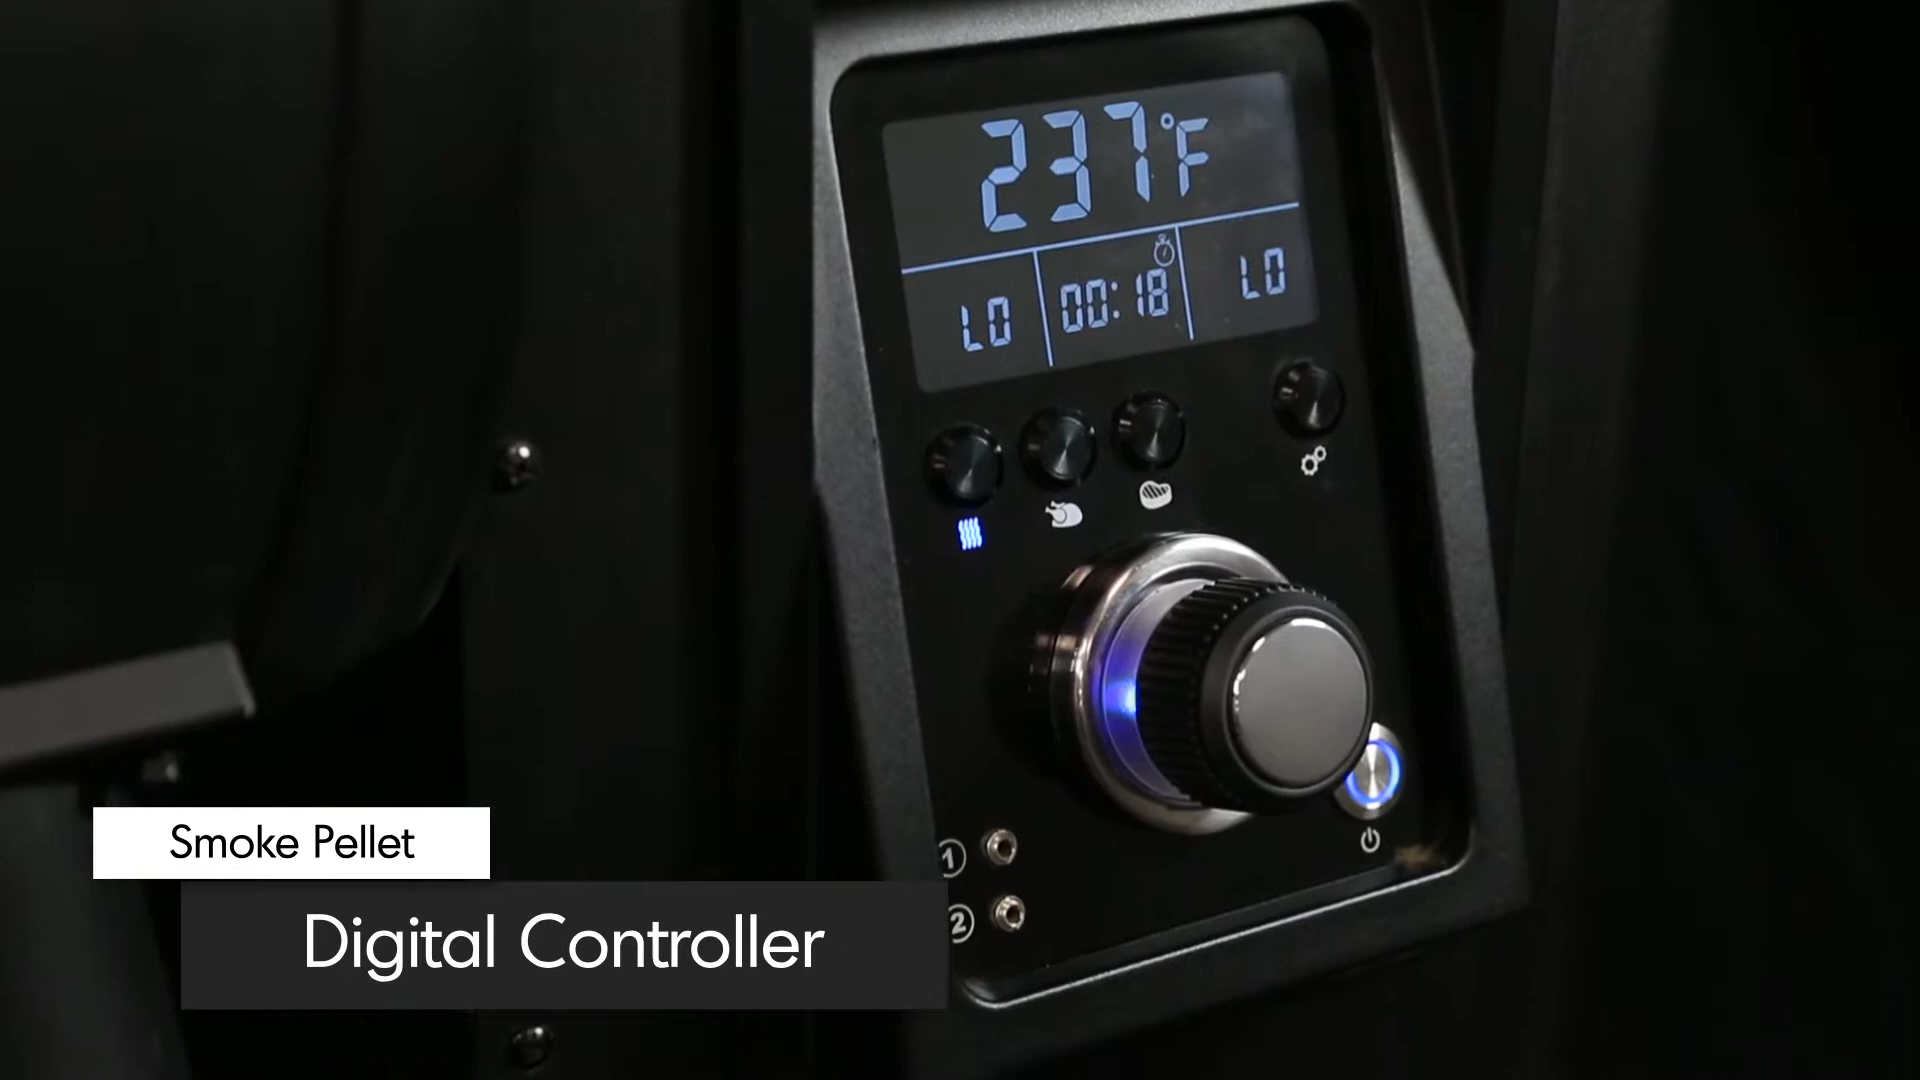 237°F
LO 00:18 LO
1
2
Smoke Pellet
Digital Controller